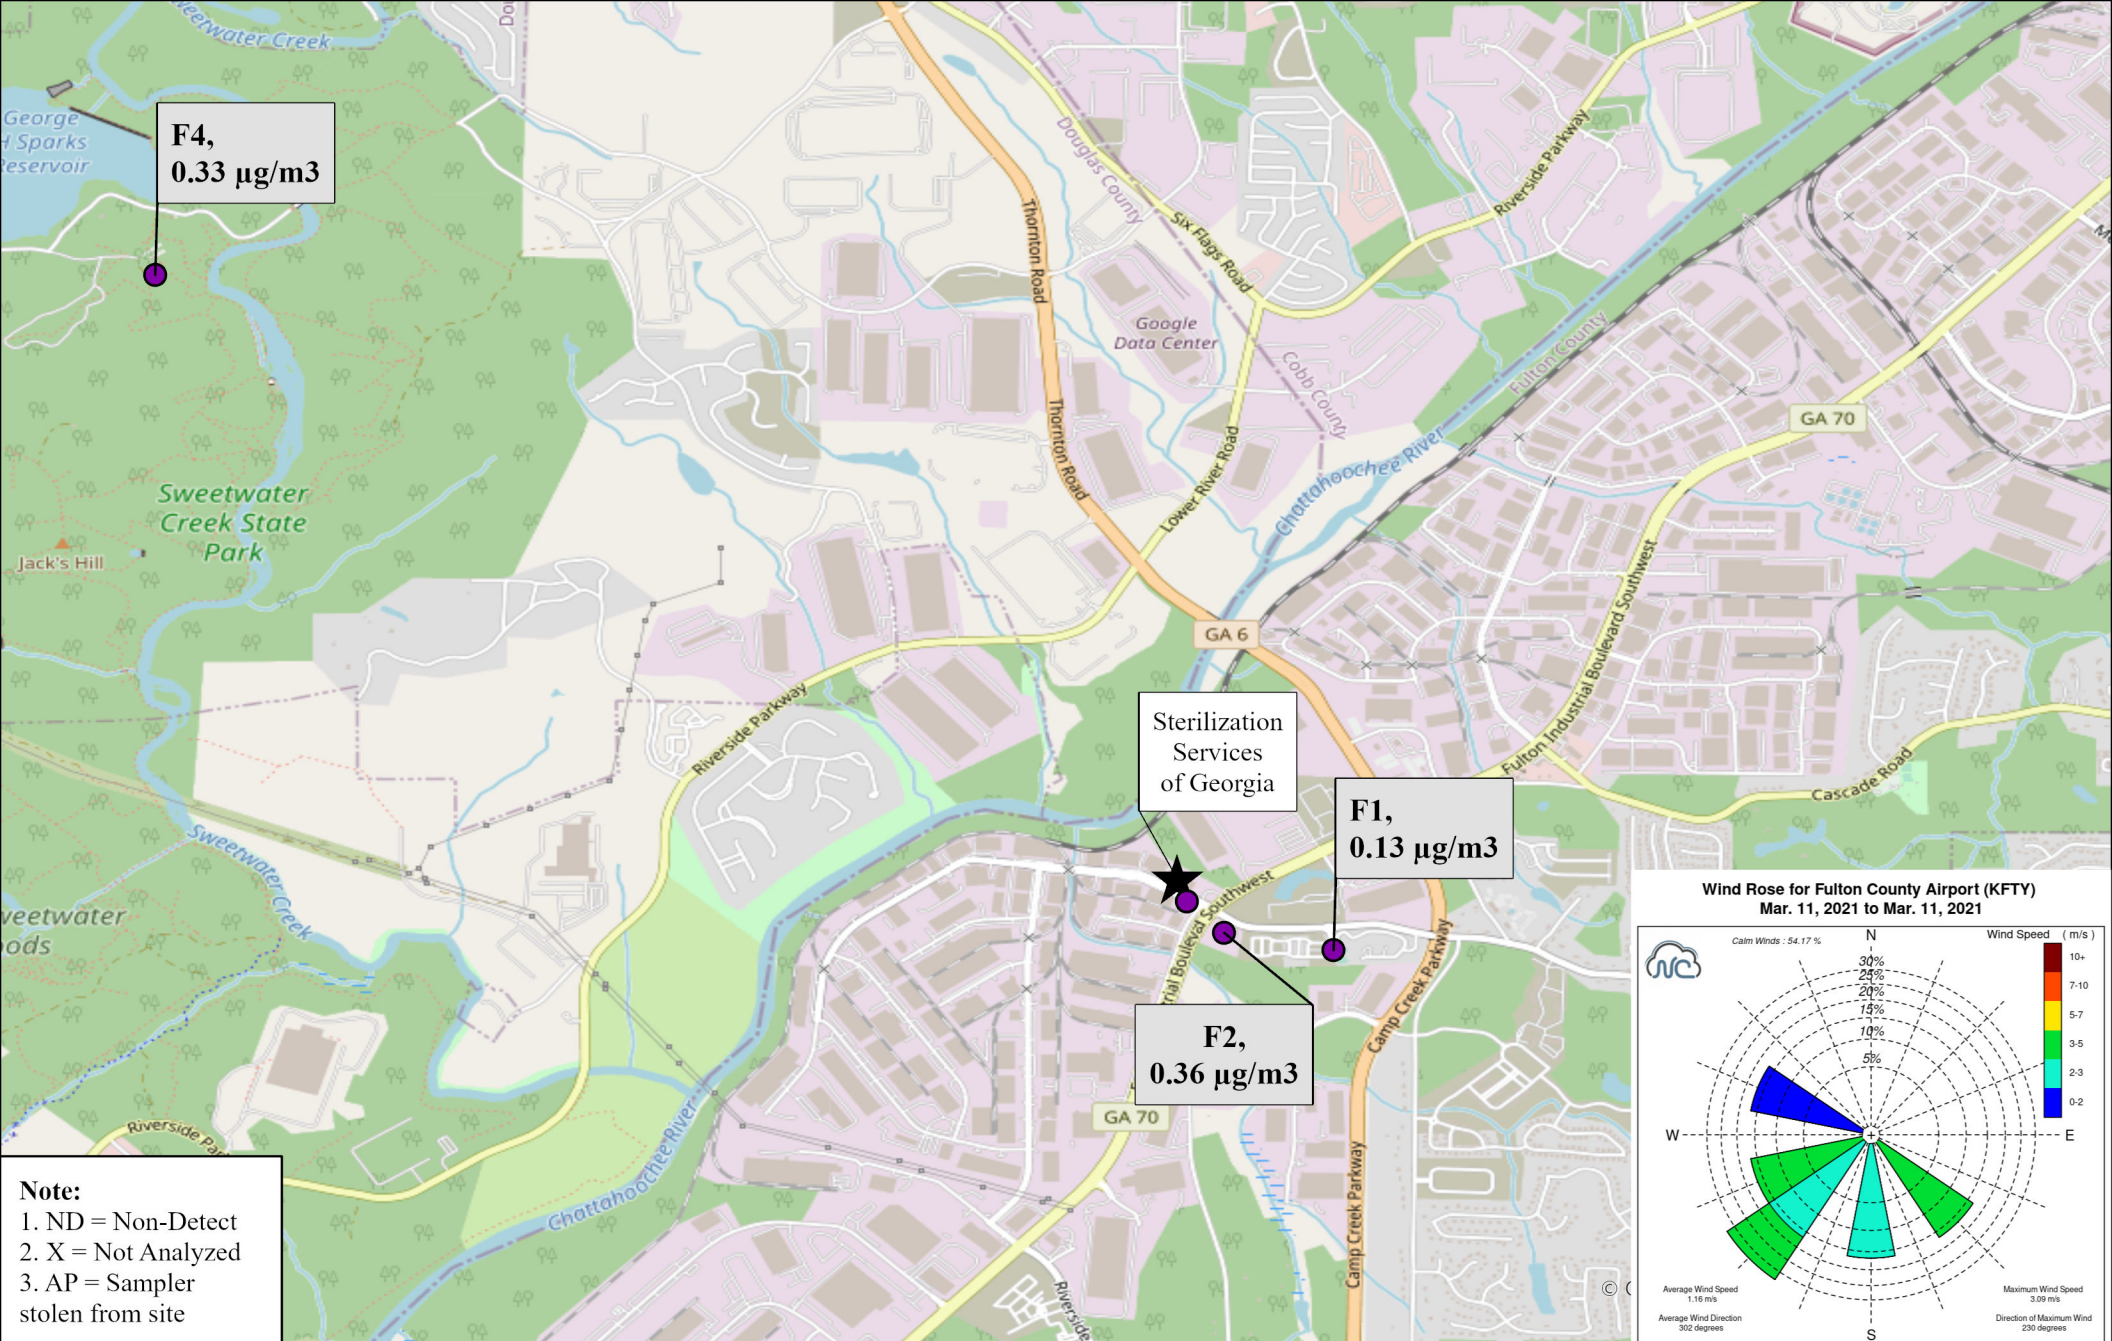 Sweetwater Creek
George
H Sparks
Reservoir
F4,
0.33 µg/m3
Douglas County
Thornton Road
Six Flags Road
Riverside Parkway
Google
Data Center
Fulton County
Cobb County
GA 70
Thornton Road
Lower River Road
Chattahoochee River
Sweetwater
Creek State
Park
Jack's Hill
GA 6
Fulton Industrial Boulevard Southwest
Riverside Parkway
Sterilization
Services
of Georgia
Cascade Road
F1,
0.13 µg/m3
Sweetwater Creek
weetwater
oods
rial Bouleval Southwest
Camp Creek Parkway
F2,
0.36 µg/m3
GA 70
Riverside Par
Chattahoochee River
Camp Creek Parkway
Riverside
Note:
1. ND = Non-Detect
2. X = Not Analyzed
3. AP = Sampler
stolen from site
©
Wind Rose for Fulton County Airport (KFTY)
Mar. 11, 2021 to Mar. 11, 2021
Calm Winds : 54.17 %
N
Wind Speed ( m/s )
NC
30%
25%
20%
15%
10%
5%
10+
7-10
5-7
3-5
2-3
0-2
W
E
S
Average Wind Speed
1.16 m/s
Average Wind Direction
302 degrees
Maximum Wind Speed
3.09 m/s
Direction of Maximum Wind
230 degrees